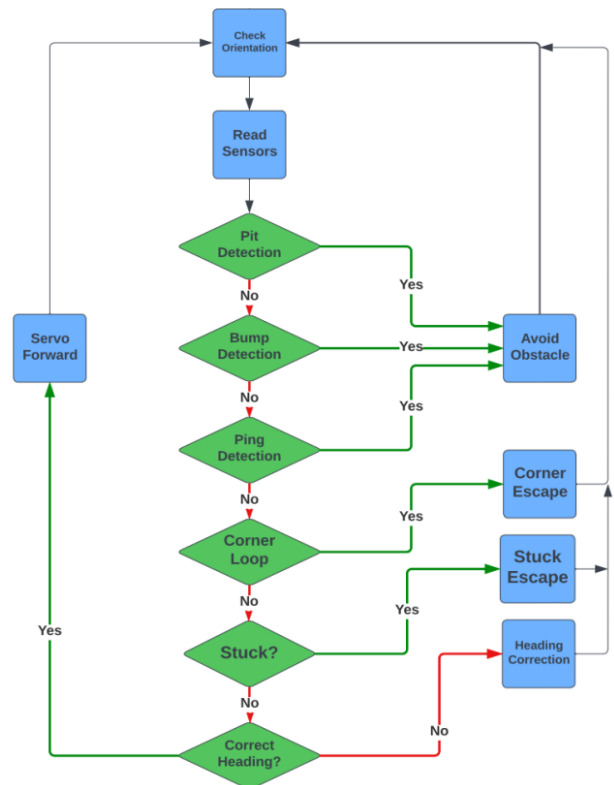 Check
Orientation
Read
Sensors
Pit
Detection
Yes
No
Servo
Forward
Bump
Detection
Yes
Avoid
Obstacle
No
Yes
Ping
Detection
Corner
Escape
No
Yes
Corner
Loop
Stuck
Escape
No
Yes
Yes
Stuck?
Heading
Correction
No
No
Correct
Heading?